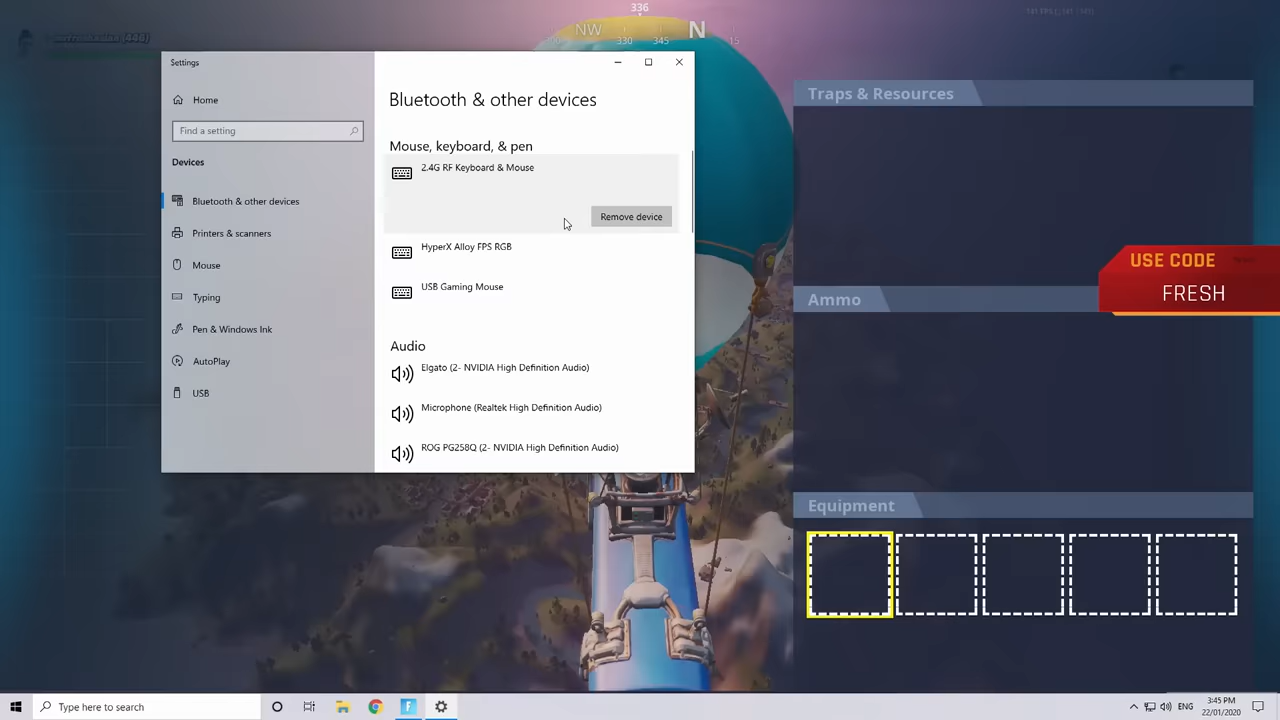 336
NW
N
330
345
15
Settings
Home
Find a setting
Devices
Bluetooth & other devices
Printers & scanners
Mouse
Typing
Pen & Windows Ink
AutoPlay
USB
Bluetooth & other devices
Mouse, keyboard, & pen
2.4G RF Keyboard & Mouse
Remove device
HyperX Alloy FPS RGB
USB Gaming Mouse
Audio
Elgato (2- NVIDIA High Definition Audio)
Microphone (Realtek High Definition Audio)
ROG PG258Q (2- NVIDIA High Definition Audio)
Traps & Resources
Ammo
Equipment
USE CODE
FRESH
Type here to search
ENG
3:45 PM
22/01/2020